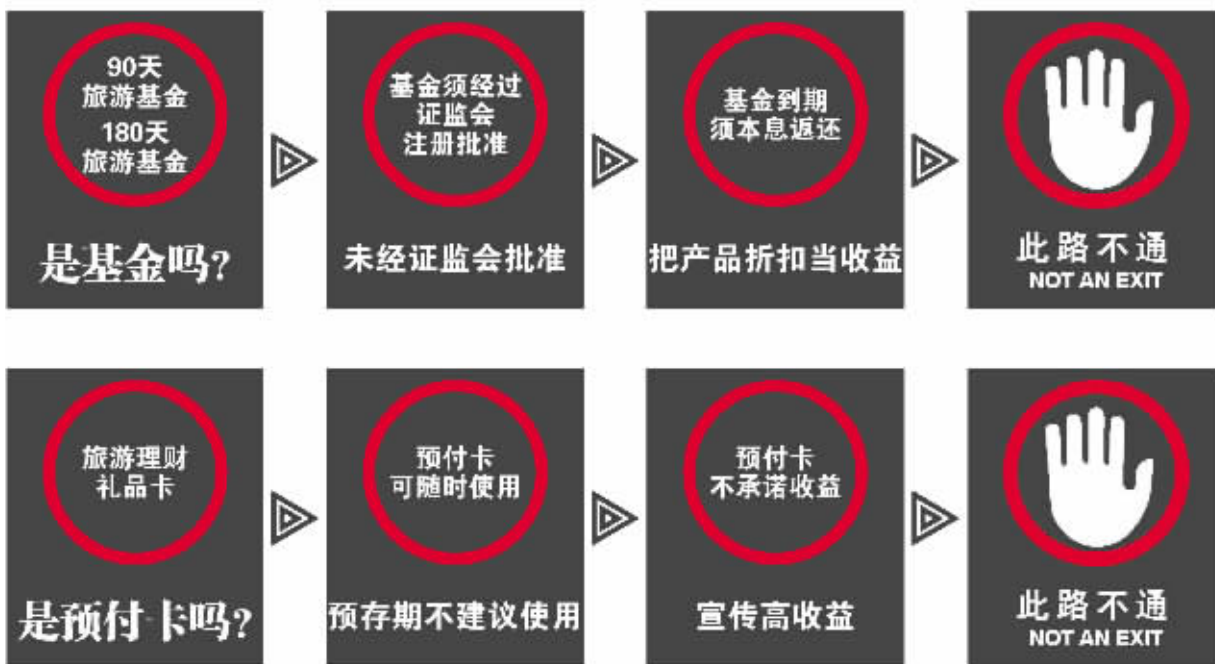 90天
旅游基金
180天
旅游基金
是基金吗?
基金须经过
证监会
注册批准
未经证监会批准
基金到期
须本息返还
把产品折扣当收益
此路不通
NOT AN EXIT
旅游理财
礼品卡
是预付卡吗?
预付卡
可随时使用
预存期不建议使用
预付卡
不承诺收益
宣传高收益
此路不通
NOT AN EXIT